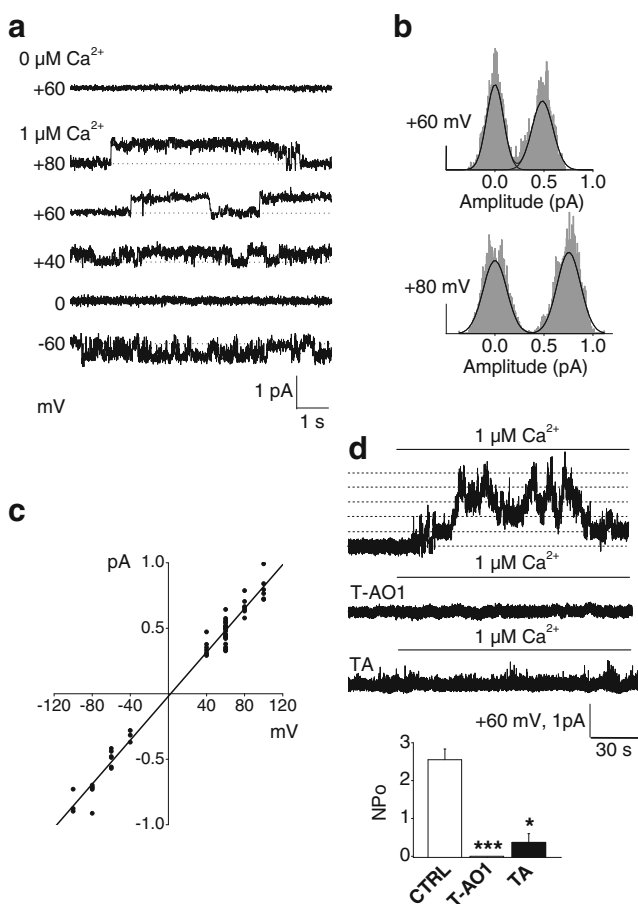 a
0 μM Ca²⁺
+60
1 μM Ca²⁺
+80
+60
+40
0
-60
mV
1 pA
1 s
b
+60 mV
0.0 0.5 1.0
Amplitude (pA)
+80 mV
0.0 0.5 1.0
Amplitude (pA)
c
pA
1.0
0.5
-120 -80 -40 40 80 120
mV
-0.5
-1.0
d
1 μM Ca²⁺
1 μM Ca²⁺
T-AO1
1 μM Ca²⁺
TA
+60 mV, 1pA
30 s
3
2
1
0
NPo
***
*
CTRL
T-AO1
TA